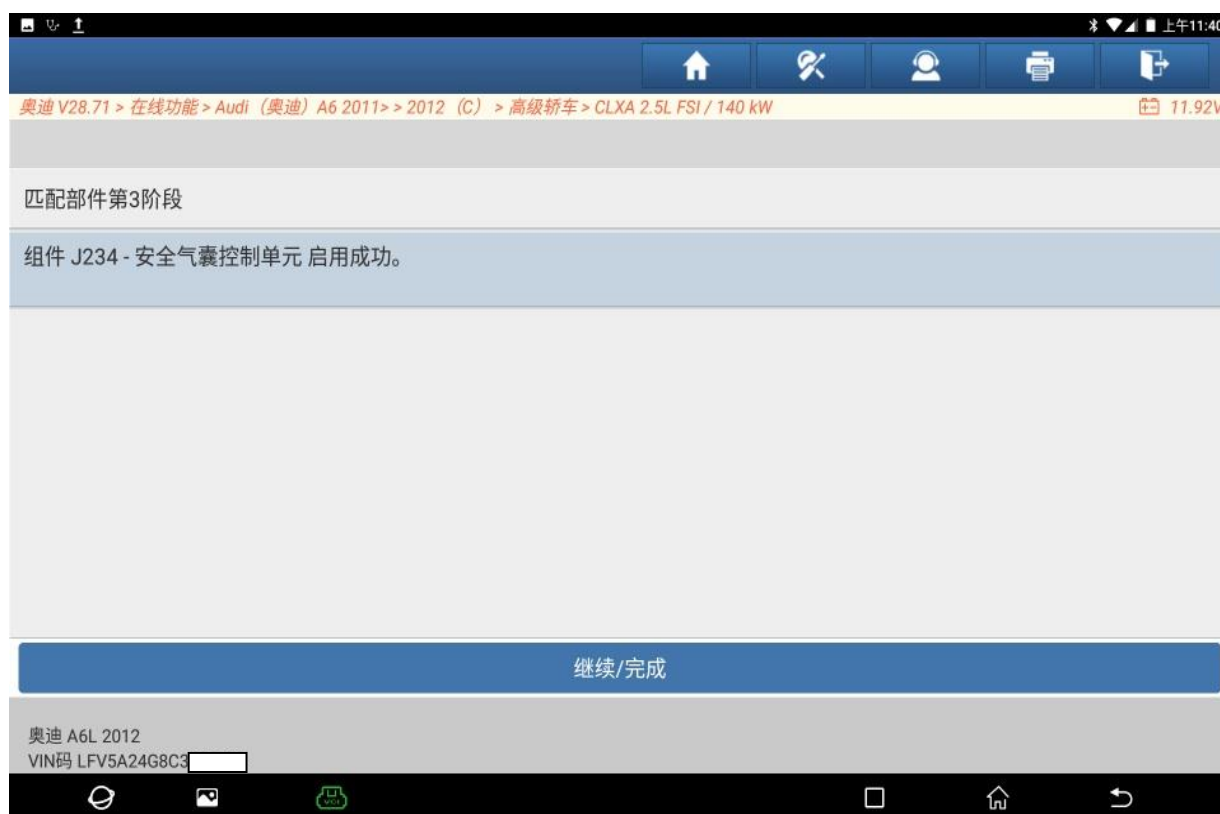 上午11:40
奥迪 V28.71 > 在线功能 > Audi（奥迪）A6 2011> > 2012（C）> 高级轿车 > CLXA 2.5L FSI / 140 kW
11.92V
匹配部件第3阶段
组件 J234 - 安全气囊控制单元 启用成功。
继续/完成
奥迪 A6L 2012
VIN码 LFV5A24G8C3
VCI